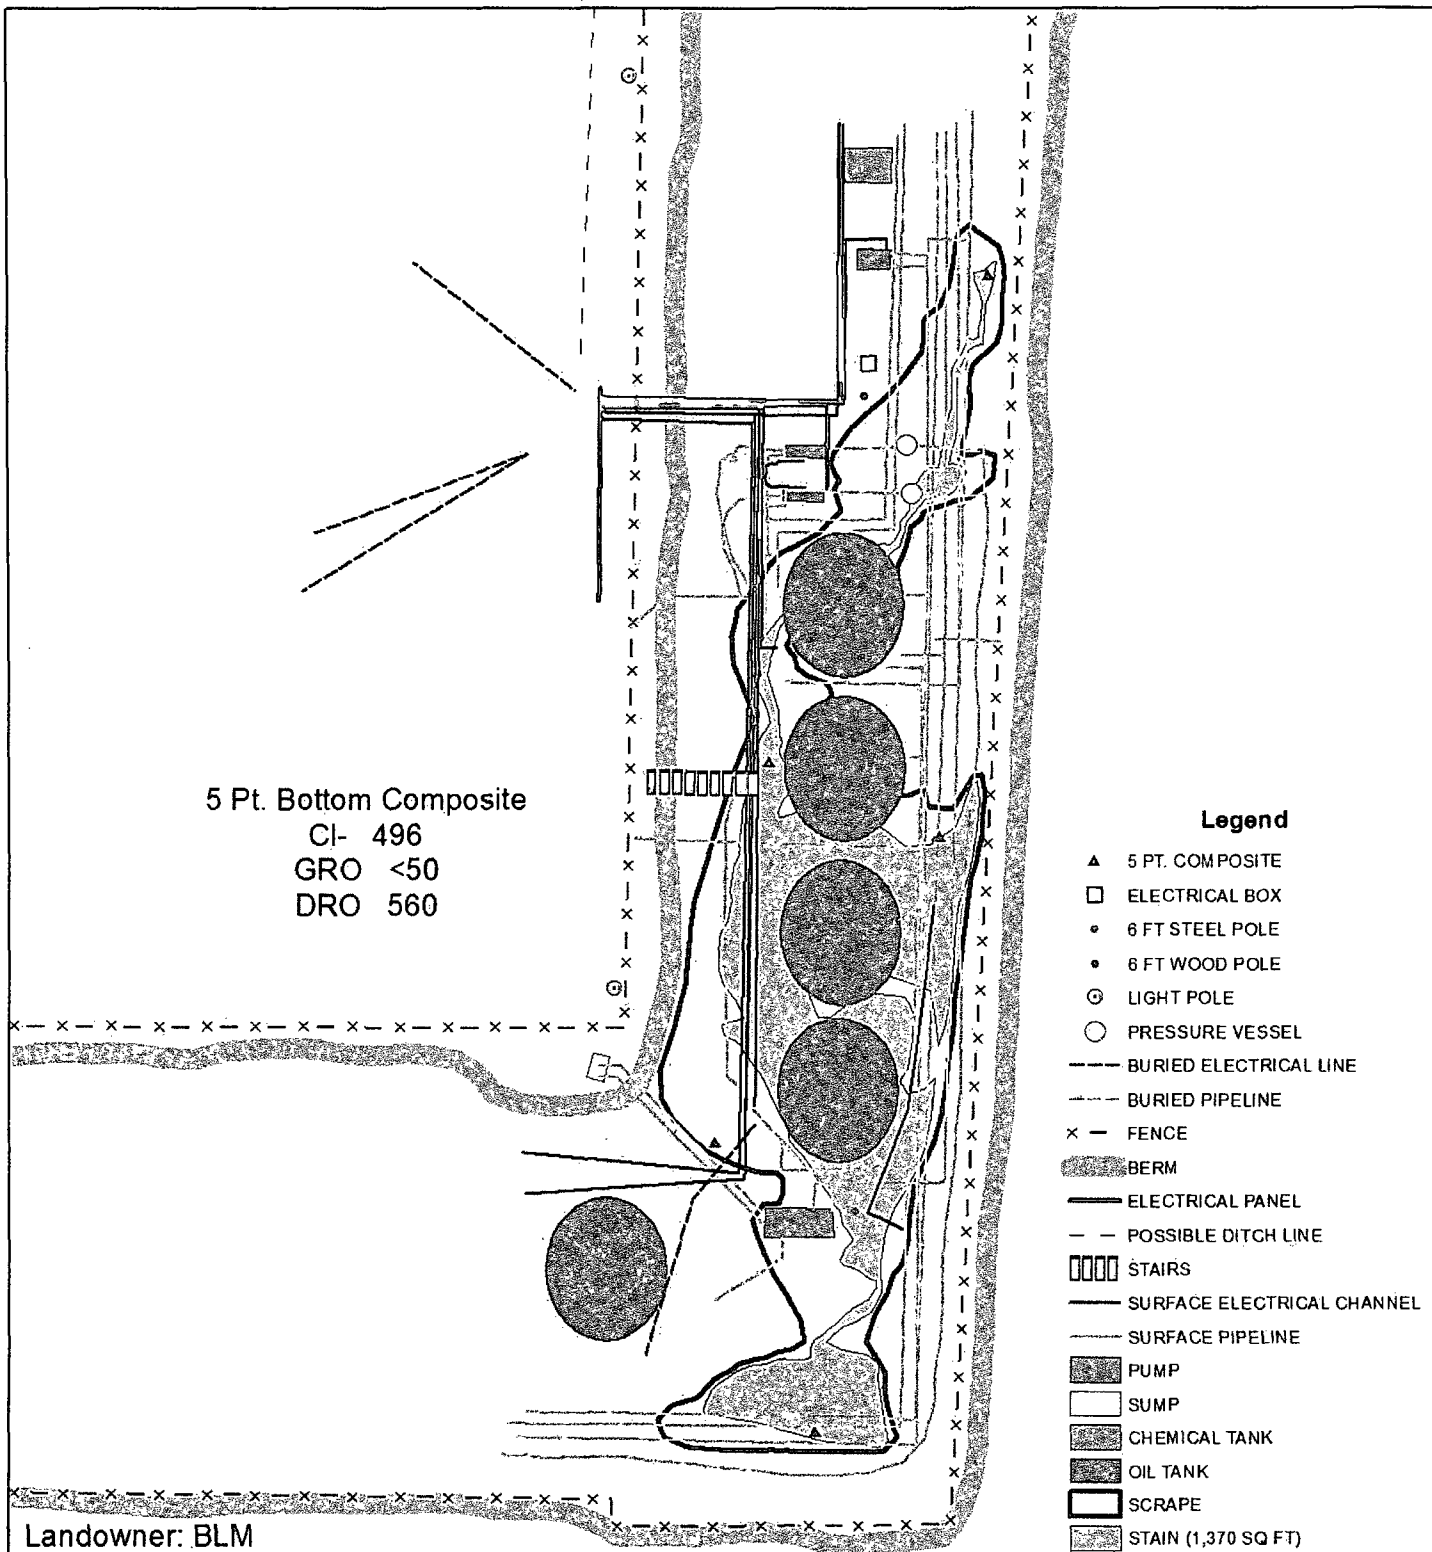 5 Pt. Bottom Composite
Cl- 496
GRO <50
DRO 560
Landowner: BLM
Legend
5 PT. COMPOSITE
ELECTRICAL BOX
6 FT STEEL POLE
6 FT WOOD POLE
LIGHT POLE
PRESSURE VESSEL
BURIED ELECTRICAL LINE
BURIED PIPELINE
FENCE
BERM
ELECTRICAL PANEL
POSSIBLE DITCH LINE
STAIRS
SURFACE ELECTRICAL CHANNEL
SURFACE PIPELINE
PUMP
SUMP
CHEMICAL TANK
OIL TANK
SCRAPE
STAIN (1,370 SQ FT)